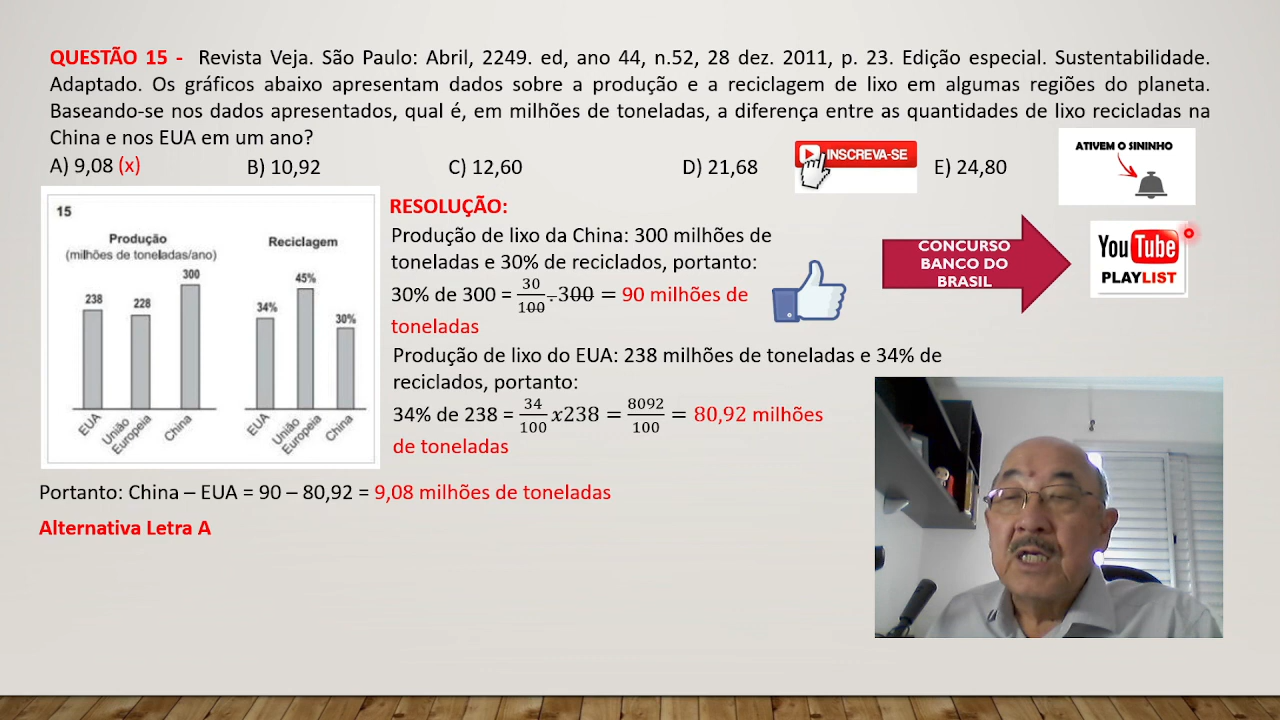 QUESTÃO 15 - Revista Veja. São Paulo: Abril, 2249. ed, ano 44, n.52, 28 dez. 2011, p. 23. Edição especial. Sustentabilidade.
Adaptado. Os gráficos abaixo apresentam dados sobre a produção e a reciclagem de lixo em algumas regiões do planeta.
Baseando-se nos dados apresentados, qual é, em milhões de toneladas, a diferença entre as quantidades de lixo recicladas na
China e nos EUA em um ano?
A) 9,08 (x) B) 10,92 C) 12,60 D) 21,68 E) 24,80
INSCREVA-SE
ATIVEM O SININHO
15
Produção
(milhões de toneladas/ano)
238 228 300
EUA União Europeia China
Reciclagem
34% 45% 30%
EUA União Europeia China
RESOLUÇÃO:
Produção de lixo da China: 300 milhões de
toneladas e 30% de reciclados, portanto:
30% de 300 = 30/100 . 300 = 90 milhões de
toneladas
Produção de lixo do EUA: 238 milhões de toneladas e 34% de
reciclados, portanto:
34% de 238 = 34/100 x238 = 8092/100 = 80,92 milhões
de toneladas
CONCURSO
BANCO DO
BRASIL
YouTube
PLAYLIST
Portanto: China – EUA = 90 – 80,92 = 9,08 milhões de toneladas
Alternativa Letra A